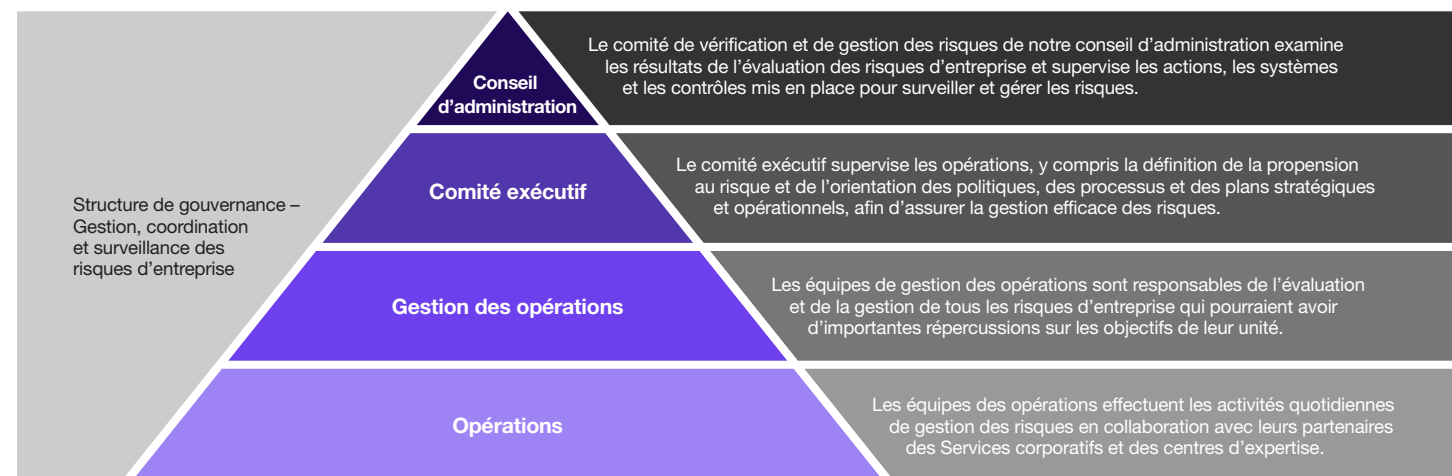 Structure de gouvernance –
Gestion, coordination
et surveillance des
risques d’entreprise
Conseil
d’administration
Le comité de vérification et de gestion des risques de notre conseil d’administration examine
les résultats de l’évaluation des risques d’entreprise et supervise les actions, les systèmes
et les contrôles mis en place pour surveiller et gérer les risques.
Comité exécutif
Le comité exécutif supervise les opérations, y compris la définition de la propension
au risque et de l’orientation des politiques, des processus et des plans stratégiques
et opérationnels, afin d’assurer la gestion efficace des risques.
Gestion des opérations
Les équipes de gestion des opérations sont responsables de l’évaluation
et de la gestion de tous les risques d’entreprise qui pourraient avoir
d’importantes répercussions sur les objectifs de leur unité.
Opérations
Les équipes des opérations effectuent les activités quotidiennes
de gestion des risques en collaboration avec leurs partenaires
des Services corporatifs et des centres d’expertise.